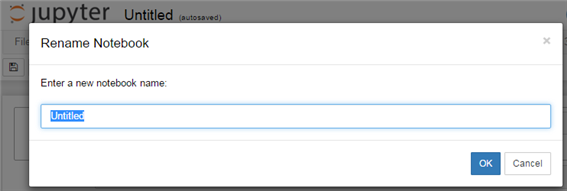 jupyter Untitled (autosaved)
Rename Notebook ×
File
Enter a new notebook name:
Untitled
OK Cancel